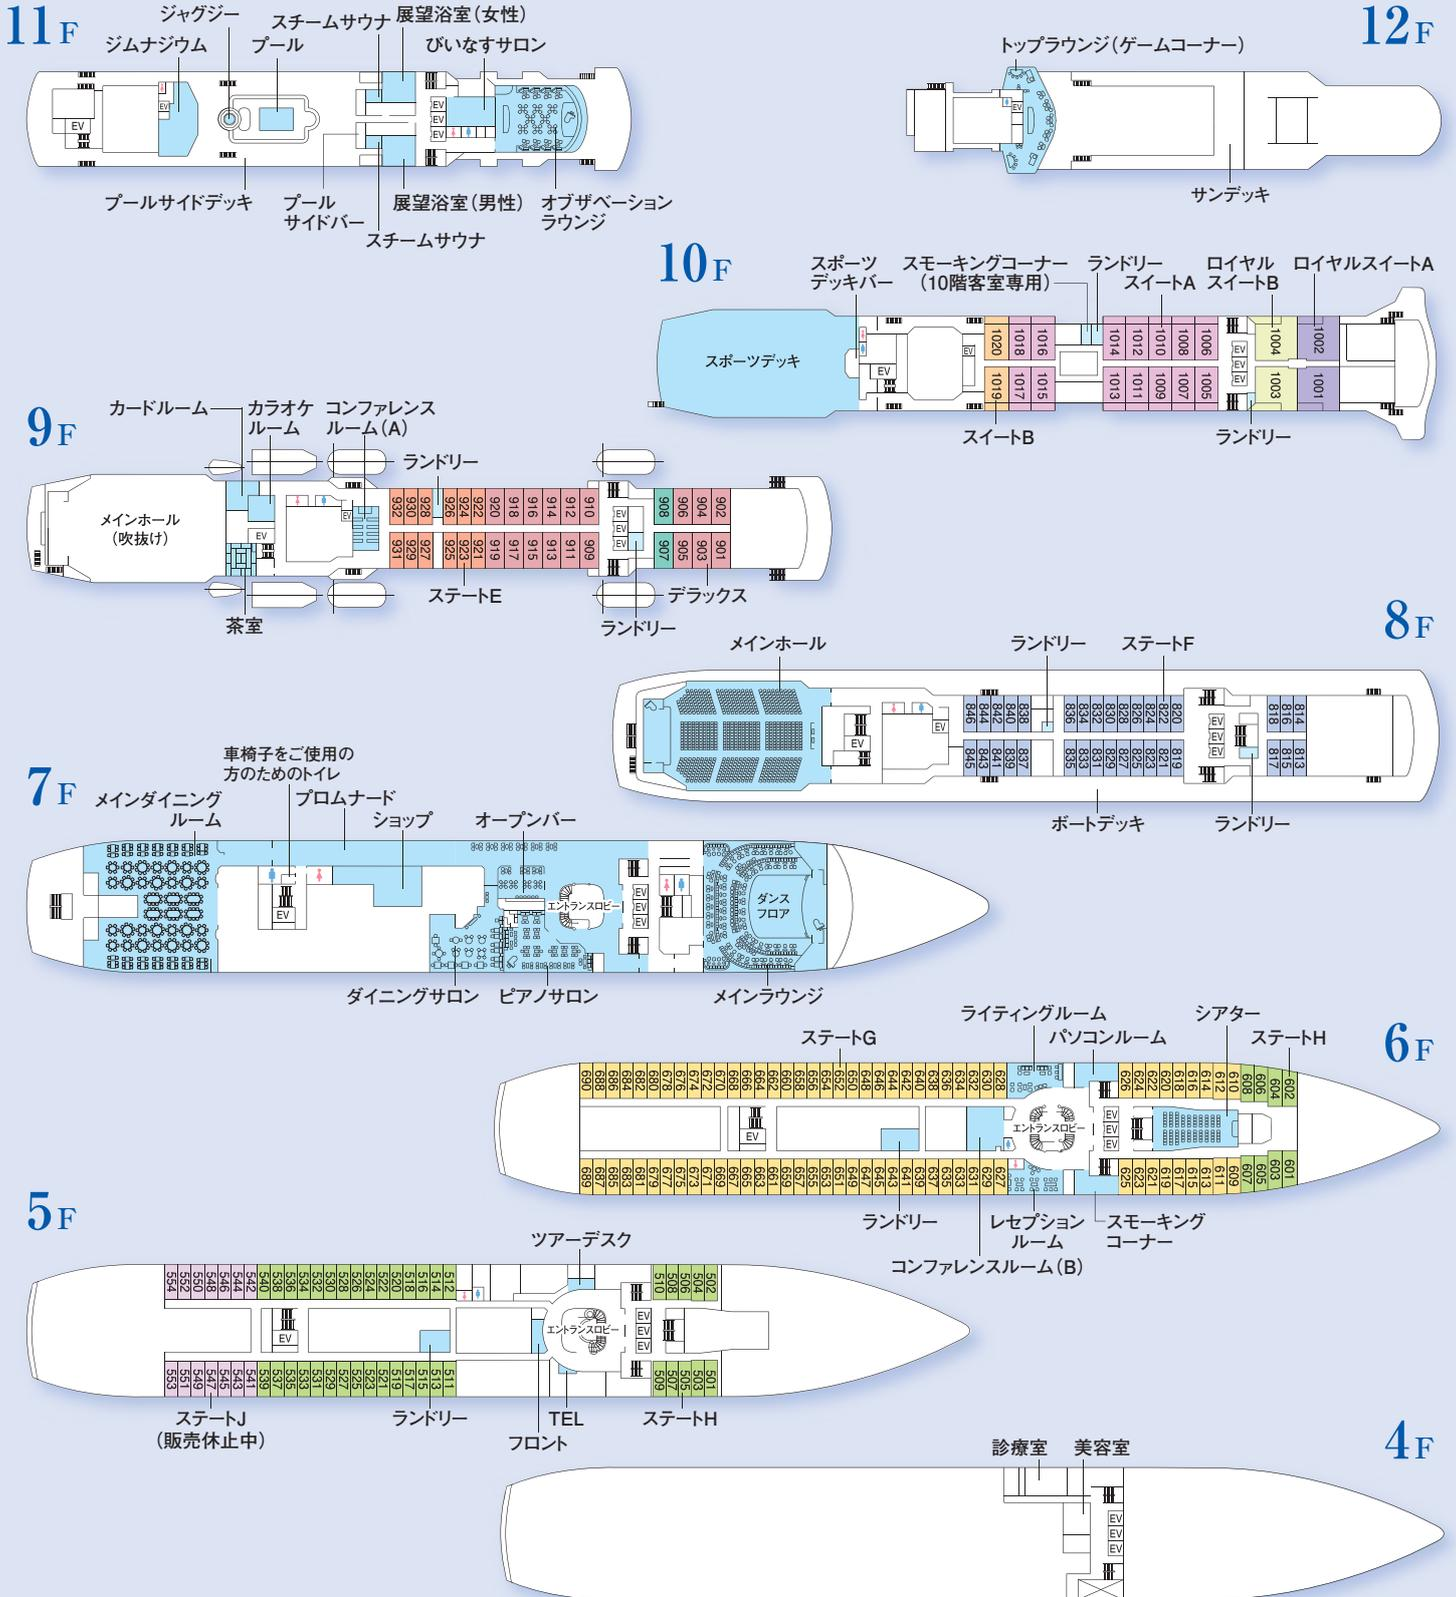 11F
ジャグジー
スチームサウナ
展望浴室(女性)
ジムナジウム
プール
びいなすサロン
EV
EV
EV
EV
EV
プールサイドデッキ
プール
サイドバー
展望浴室(男性)
オブザベーション
ラウンジ
スチームサウナ
12F
トップラウンジ(ゲームコーナー)
EV
サンデッキ
10F
スポーツ
デッキバー
スモーキングコーナー
(10階客室専用)
ランドリー
スイートA
ロイヤル
スイートB
ロイヤルスイートA
スポーツデッキ
EV
EV
EV
EV
EV
1020 1018 1016 1014 1012 1010 1008 1006 1004 1002
1019 1017 1015 1013 1011 1009 1007 1005 1003 1001
スイートB
ランドリー
9F
カードルーム
カラオケ
ルーム
コンファレンス
ルーム(A)
ランドリー
メインホール
(吹抜け)
EV
EV
EV
EV
EV
932 930 928 926 924 922 920 918 916 914 912 910 908 906 904 902
931 929 927 925 923 921 919 917 915 913 911 909 907 905 903 901
茶室
ステートE
ランドリー
デラックス
8F
メインホール
ランドリー
ステートF
EV
EV
EV
EV
EV
846 844 842 840 838 836 834 832 830 828 826 824 822 820 818 816 814
845 843 841 839 837 835 833 831 829 827 825 823 821 819 817 815 813
ボートデッキ
ランドリー
7F
車椅子をご使用の
方のためのトイレ
メインダイニング
ルーム
プロムナード
ショップ
オープンバー
EV
エントランスロビー
EV
EV
EV
ダンス
フロア
ダイニングサロン
ピアノサロン
メインラウンジ
6F
ライティングルーム
パソコンルーム
シアター
ステートG
ステートH
690 688 686 684 682 680 678 676 674 672 670 668 666 664 662 660 658 656 654 652 650 648 646 644 642 640 638 636 634 632 630 628 626 624 622 620 618 616 614 612 610 608 606 604 602
EV
エントランスロビー
EV
EV
EV
689 687 685 683 681 679 677 675 673 671 669 667 665 663 661 659 657 655 653 651 649 647 645 643 641 639 637 635 633 631 629 627 625 623 621 619 617 615 613 611 609 607 605 603 601
ランドリー
レセプション
ルーム
スモーキング
コーナー
コンファレンスルーム(B)
5F
ツアーデスク
554 552 550 548 546 544 542 540 538 536 534 532 530 528 526 524 522 520 518 516 514 512 510 508 506 504 502
EV
エントランスロビー
EV
EV
EV
553 551 549 547 545 543 541 539 537 535 533 531 529 527 525 523 521 519 517 515 513 511 509 507 505 503 501
ステートJ
(販売休止中)
ランドリー
フロント
TEL
ステートH
4F
診療室
美容室
EV
EV
EV